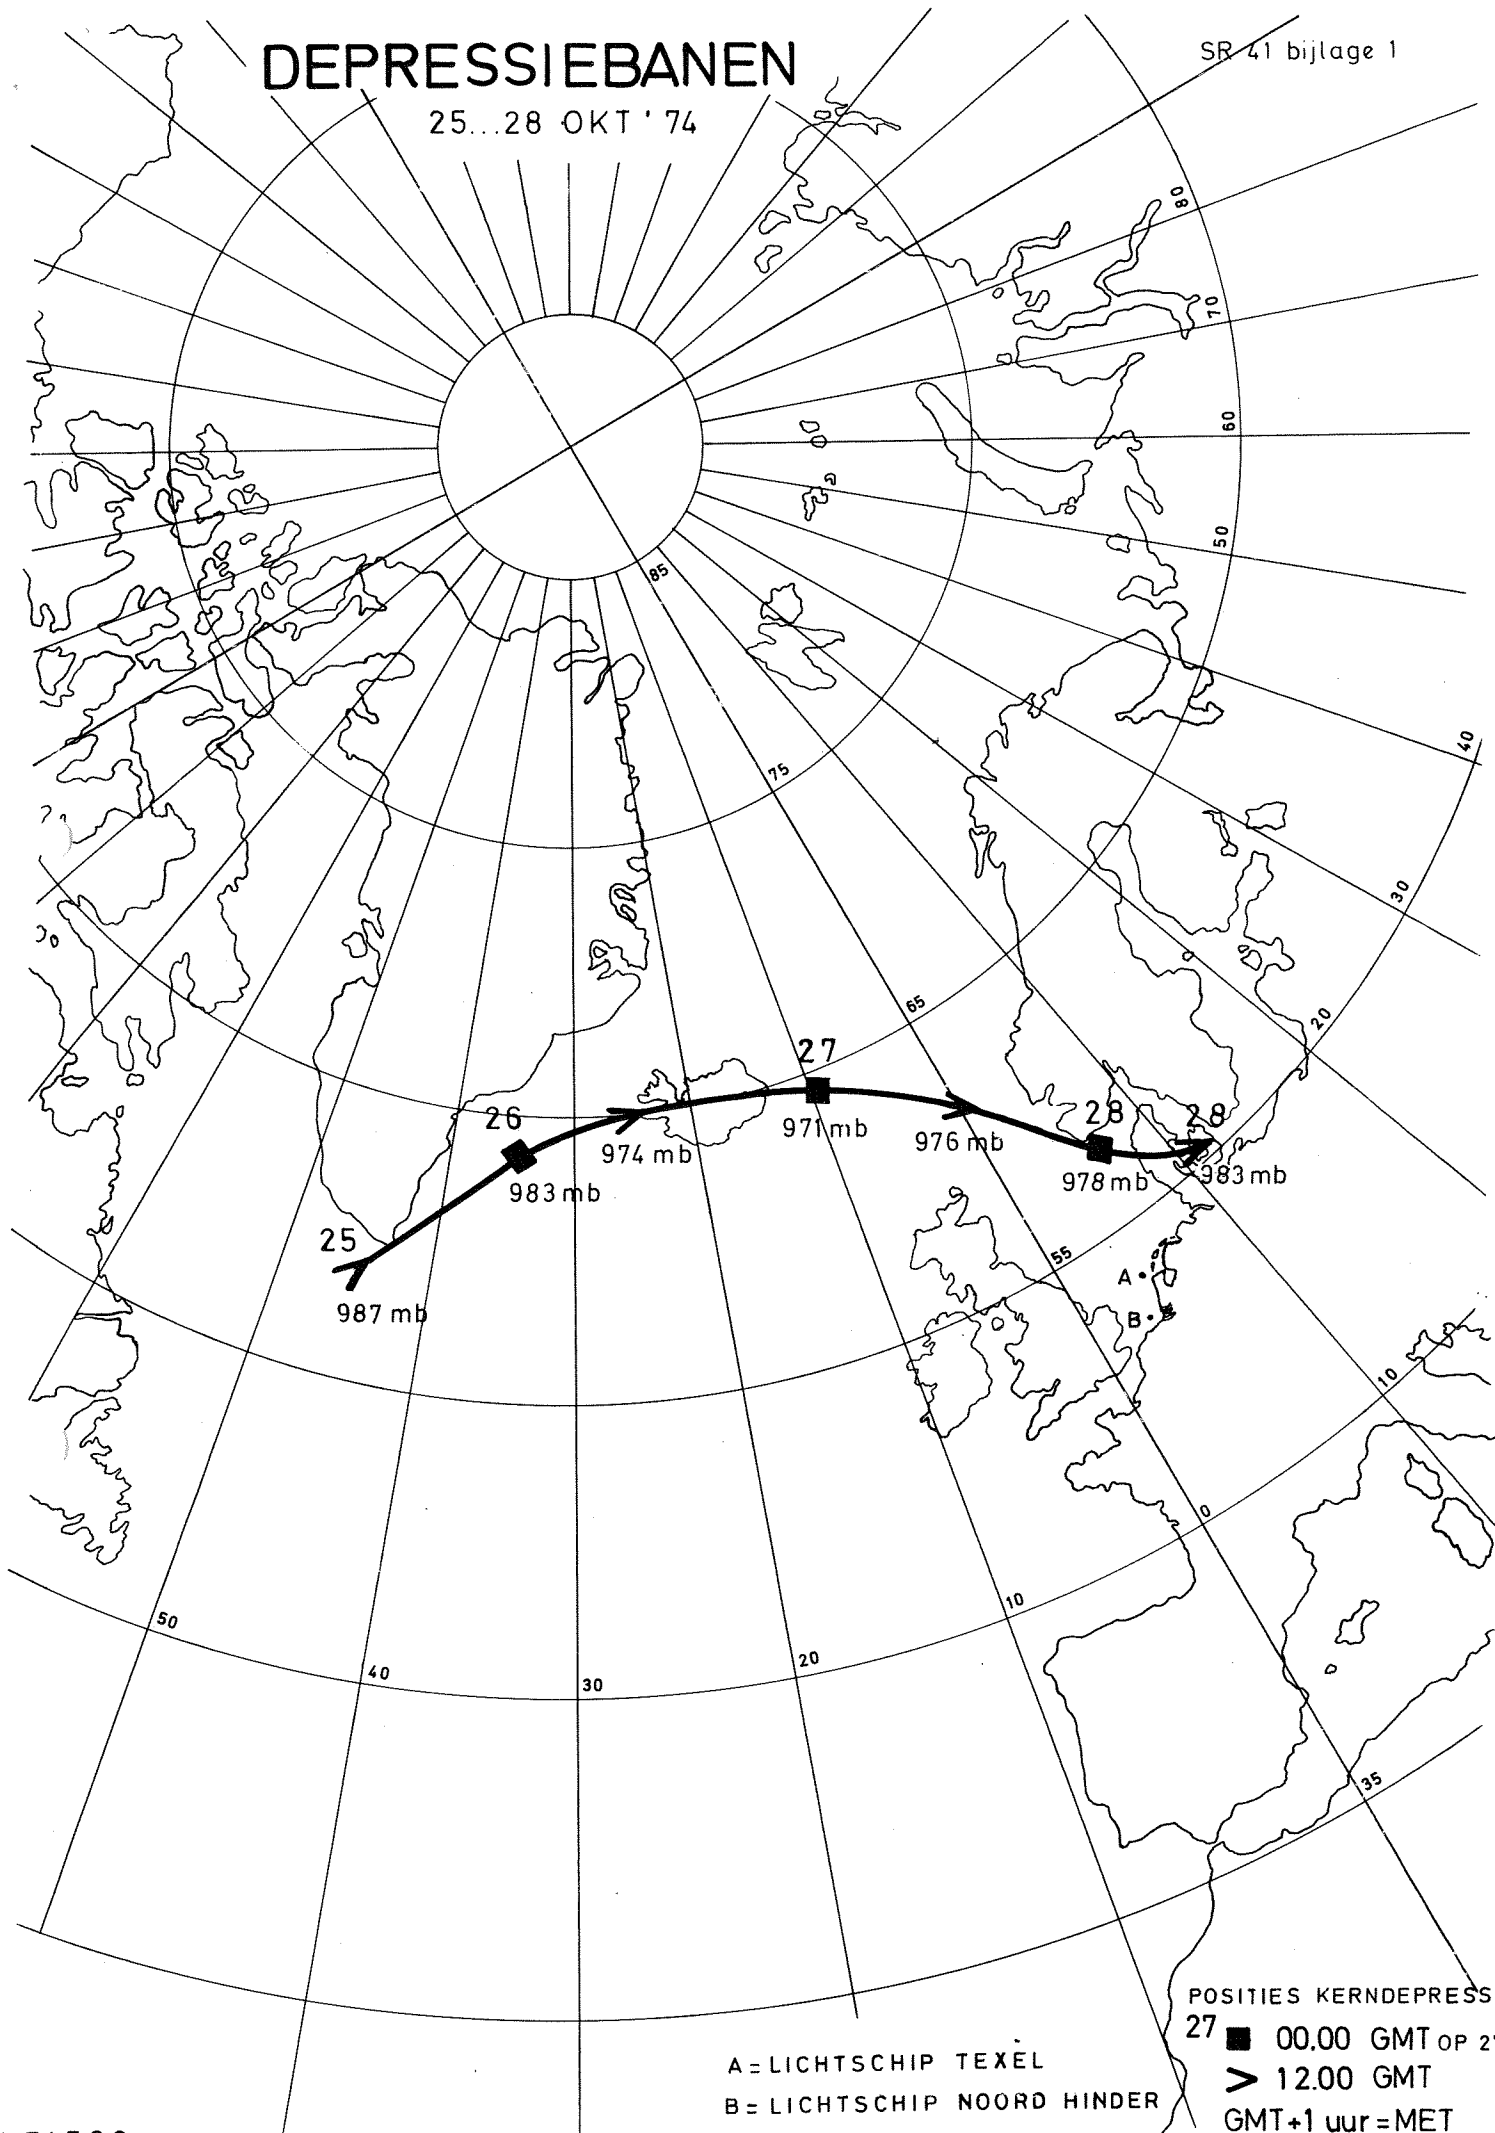 SR 41 bijlage 1
DEPRESSIEBANEN
25...28 OKT '74
80
70
60
50
85
40
75
30
65
20
27
26
28
28
971 mb
976 mb
974 mb
978 mb
983 mb
983 mb
25
55
A
987 mb
B
10
0
10
50
20
40
30
35
POSITIES KERNDEPRESS
27 ■ 00.00 GMT OP 2
> 12.00 GMT
GMT+1 uur = MET
A = LICHTSCHIP TEXEL
B = LICHTSCHIP NOORD HINDER